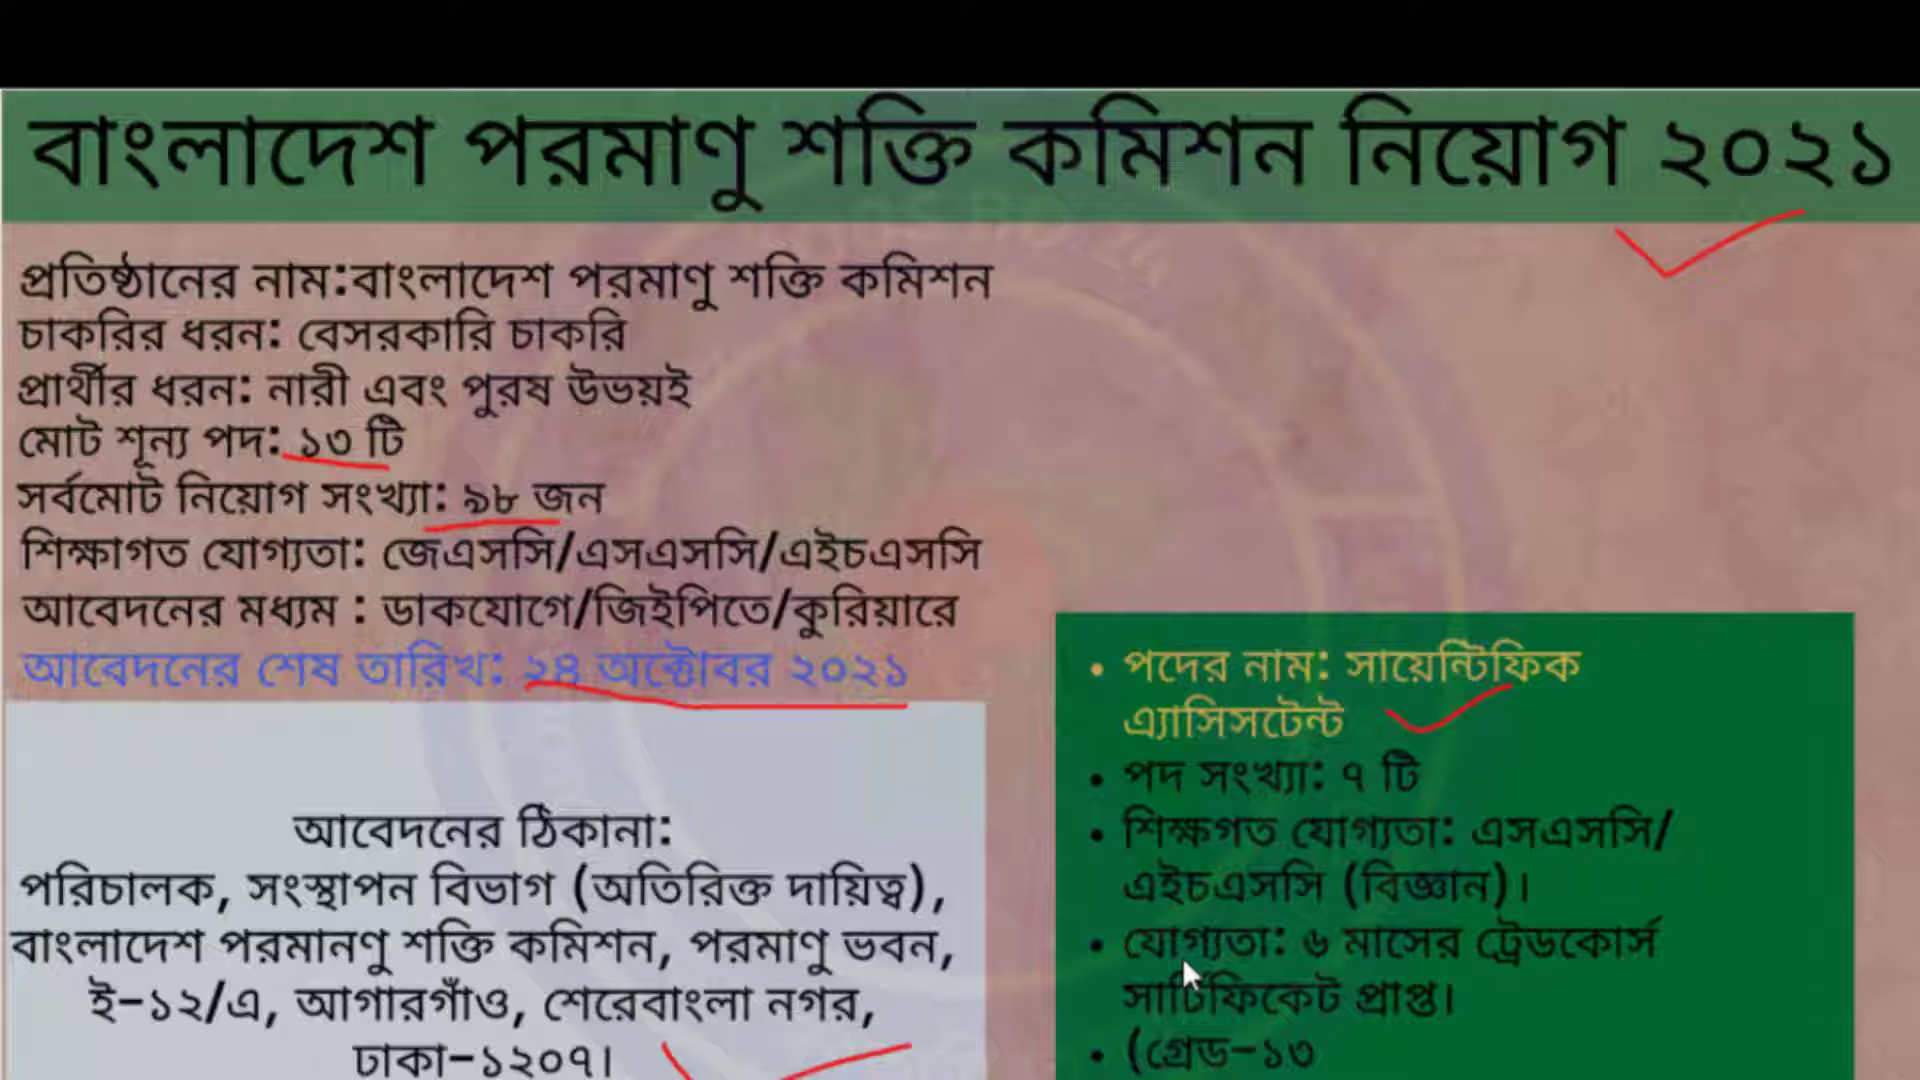 বাংলাদেশ পরমাণু শক্তি কমিশন নিয়োগ ২০২১
প্রতিষ্ঠানের নাম:বাংলাদেশ পরমাণু শক্তি কমিশন
চাকরির ধরন: বেসরকারি চাকরি
প্রার্থীর ধরন: নারী এবং পুরষ উভয়ই
মোট শূন্য পদ: ১৩ টি
সর্বমোট নিয়োগ সংখ্যা: ৯৮ জন
শিক্ষাগত যোগ্যতা: জেএসসি/এসএসসি/এইচএসসি
আবেদনের মধ্যম : ডাকযোগে/জিইপিতে/কুরিয়ারে
আবেদনের শেষ তারিখ: ২৪ অক্টোবর ২০২১
আবেদনের ঠিকানা:
পরিচালক, সংস্থাপন বিভাগ (অতিরিক্ত দায়িত্ব),
বাংলাদেশ পরমানণু শক্তি কমিশন, পরমাণু ভবন,
ই-১২/এ, আগারগাঁও, শেরেবাংলা নগর,
ঢাকা-১২০৭।
• পদের নাম: সায়েন্টিফিক
এ্যাসিসটেন্ট
• পদ সংখ্যা: ৭ টি
• শিক্ষগত যোগ্যতা: এসএসসি/
এইচএসসি (বিজ্ঞান)।
• যোগ্যতা: ৬ মাসের ট্রেডকোর্স
সার্টিফিকেট প্রাপ্ত।
• (গ্রেড-১৩